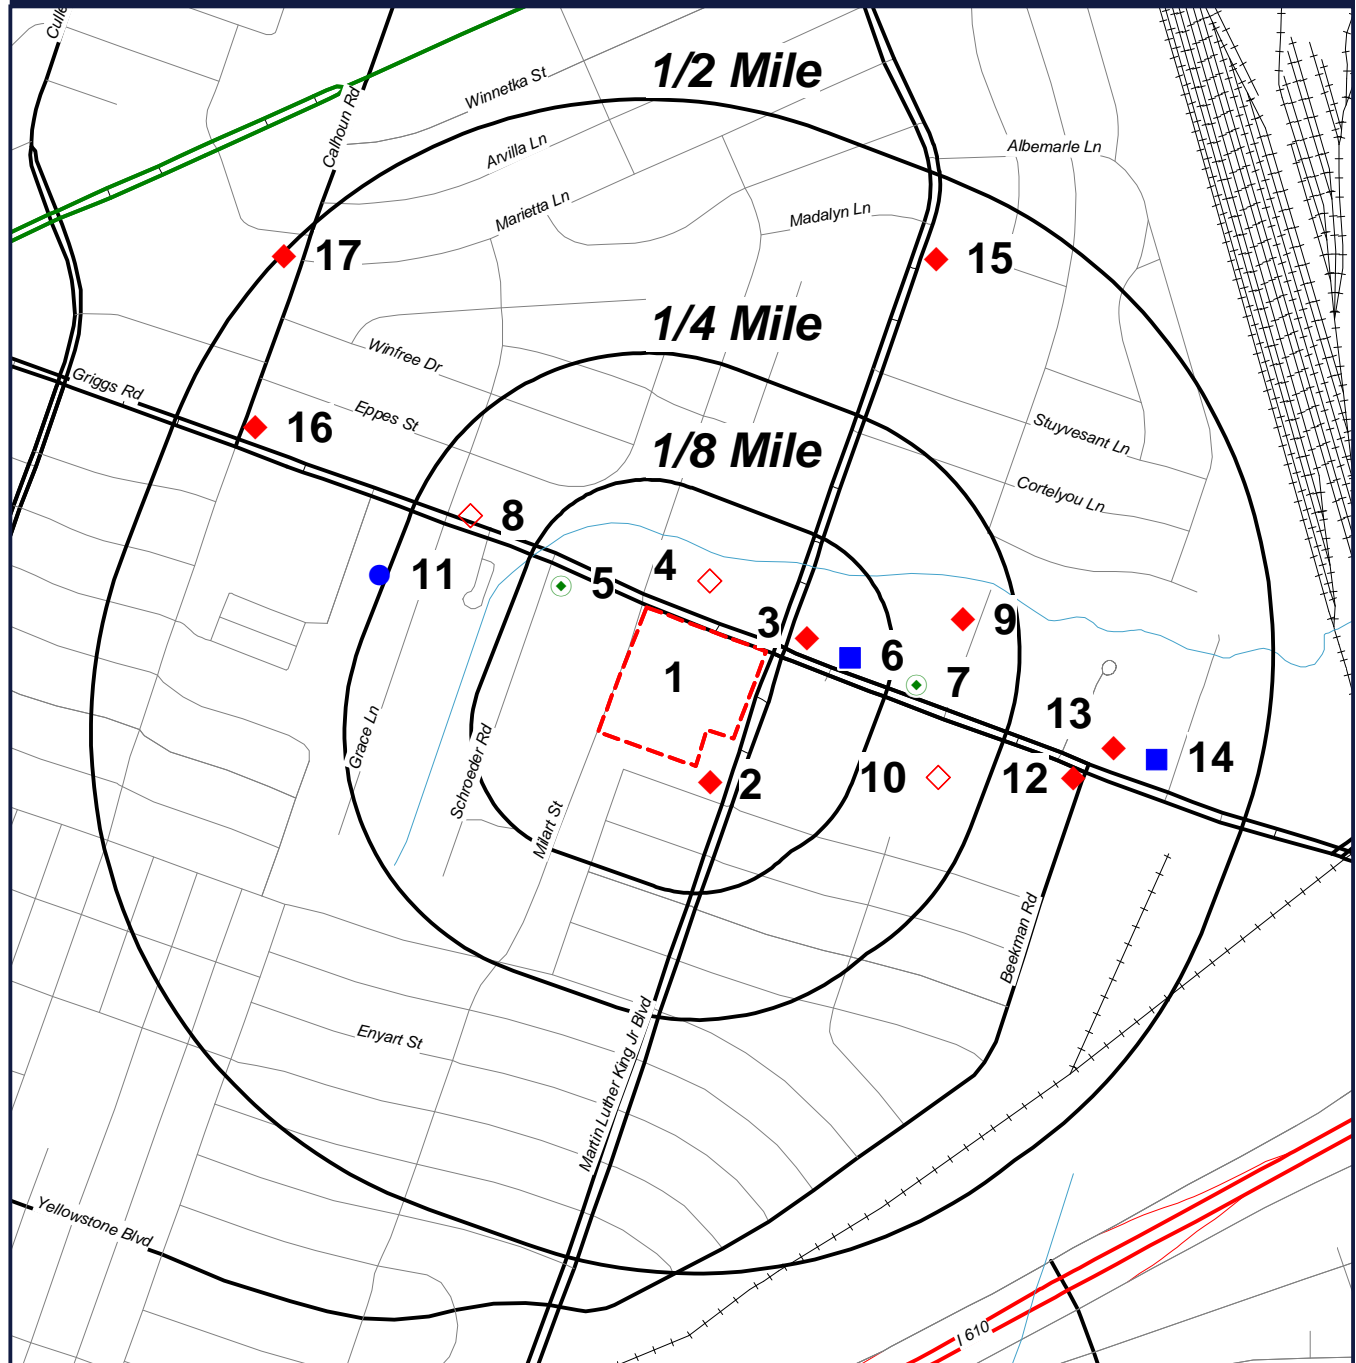 1/2 Mile
Winnetka St
Calhoun Rd
Arvilla Ln
Albemarle Ln
Marietta Ln
Madalyn Ln
17
15
1/4 Mile
Winfree Dr
Griggs Rd
Eppes St
16
Stuyvesant Ln
1/8 Mile
Cortelyou Ln
8
4
11
5
3
9
6
1
7
13
Grace Ln
Schroeder Rd
14
2
10
12
Milart St
Beekman Rd
Enyart St
Martin Luther King Jr Blvd
Yellowstone Blvd
I 610